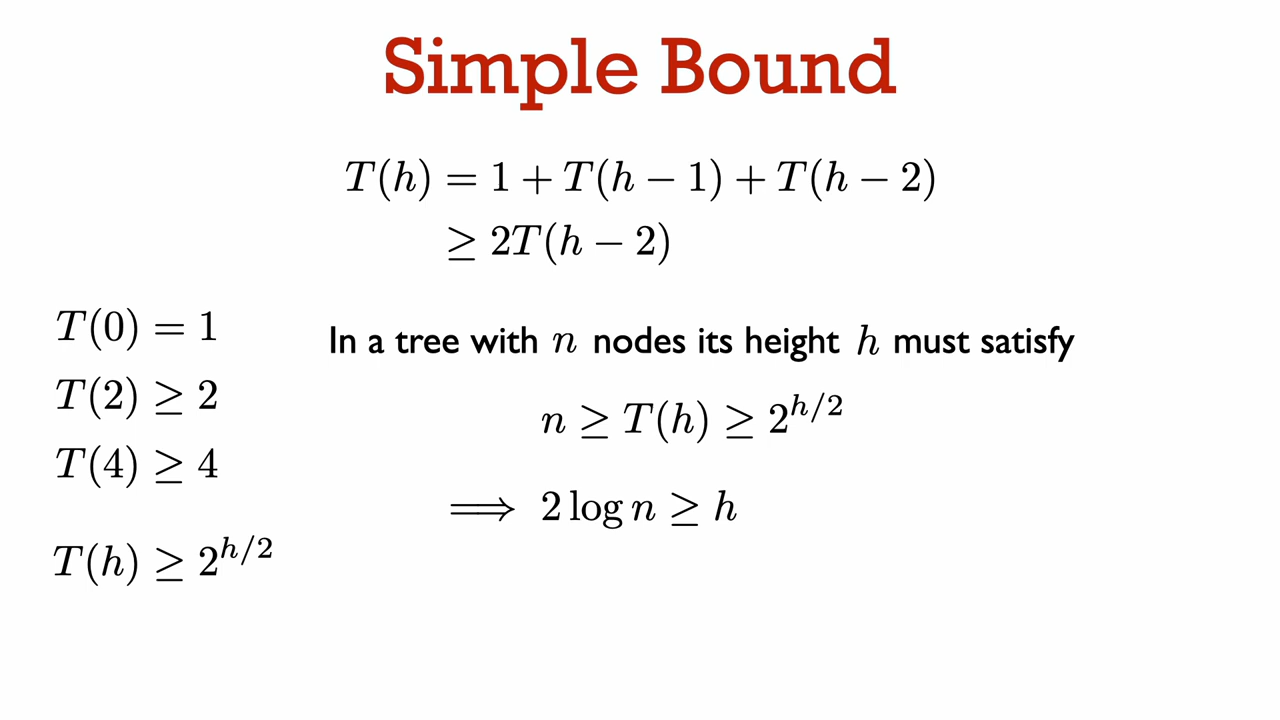 Simple Bound
T(h) = 1 + T(h − 1) + T(h − 2)
≥ 2T(h − 2)
T(0) = 1
T(2) ≥ 2
T(4) ≥ 4
T(h) ≥ 2^{h/2}
In a tree with n nodes its height h must satisfy
n ≥ T(h) ≥ 2^{h/2}
⟹ 2 log n ≥ h